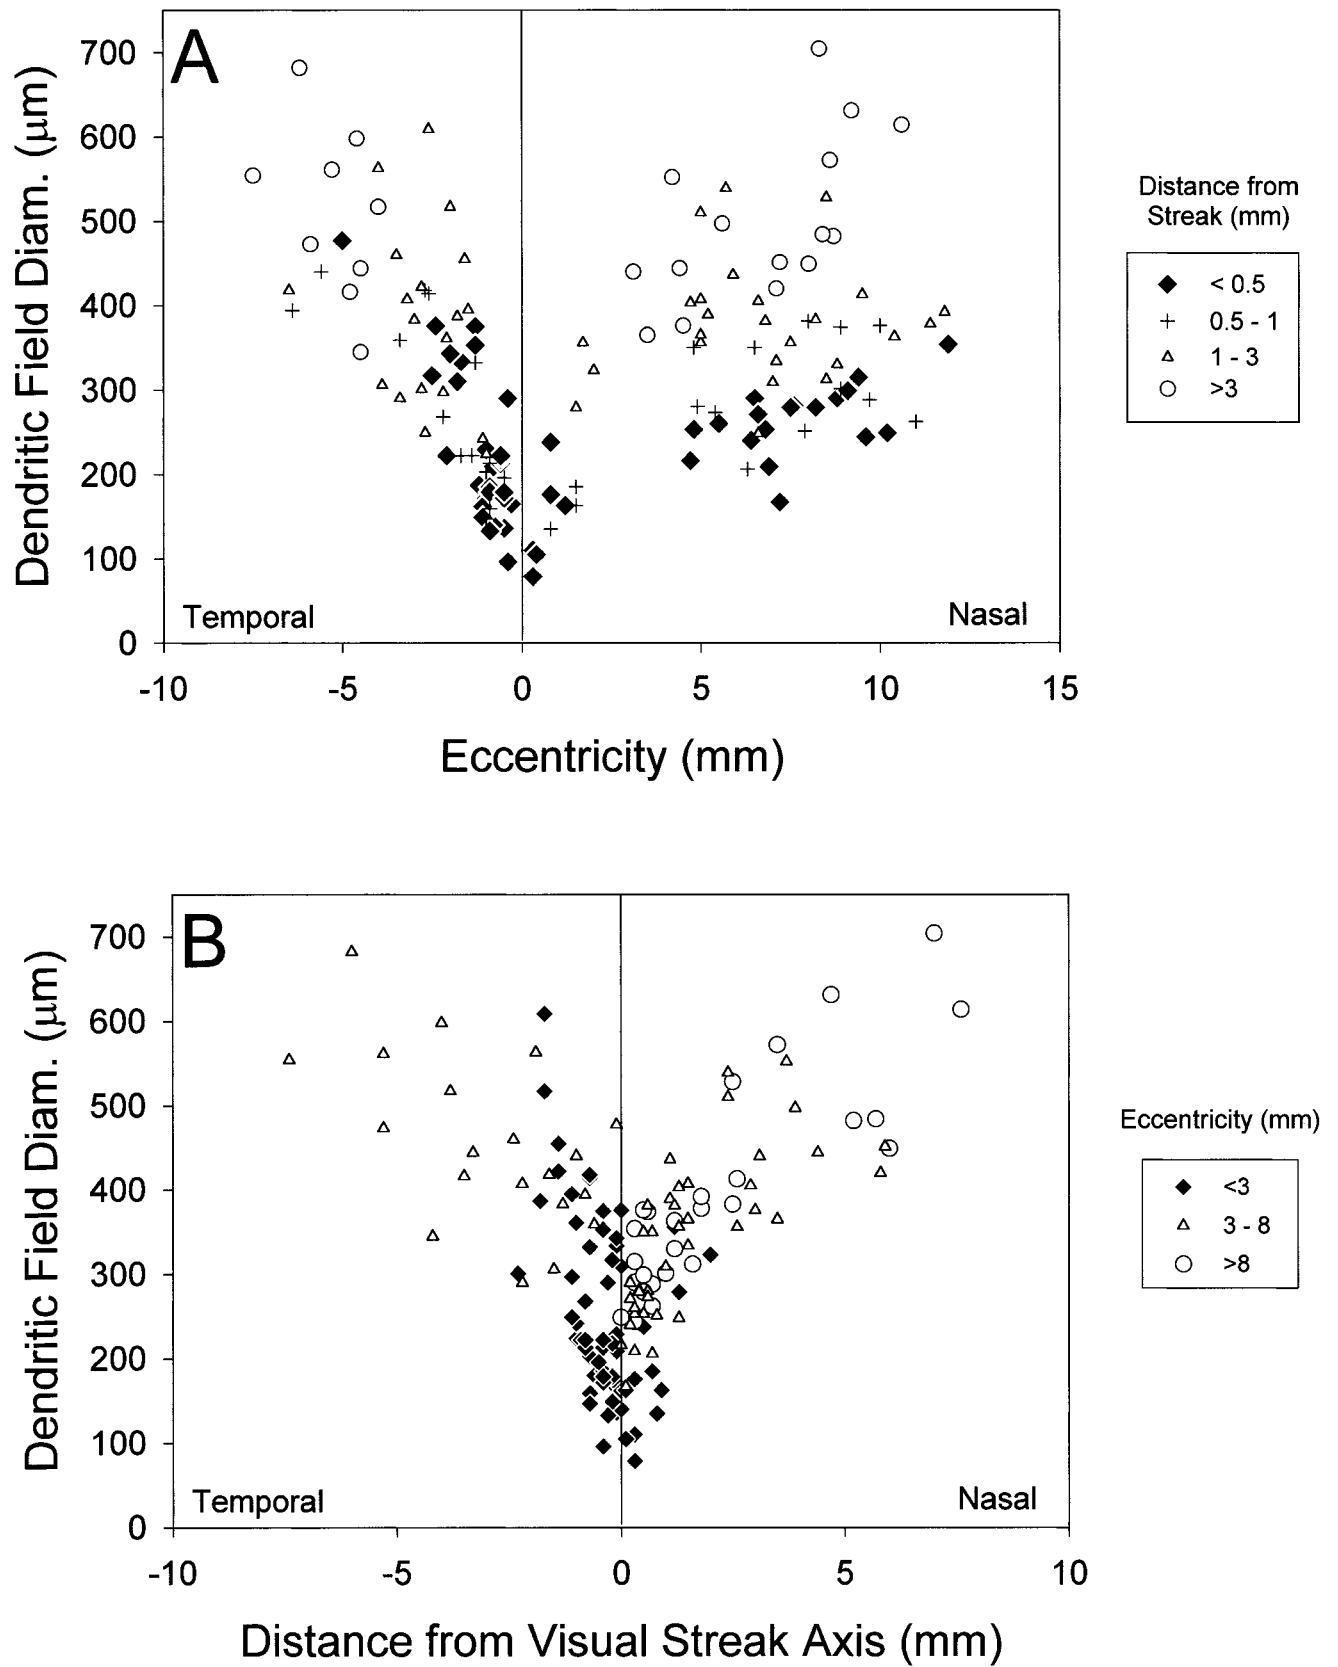 A
700
600
500
400
300
200
100
0
Dendritic Field Diam. (μm)
Temporal
Nasal
-10
-5
0
5
10
15
Eccentricity (mm)
Distance from
Streak (mm)
< 0.5
0.5 - 1
1 - 3
>3
B
700
600
500
400
300
200
100
0
Dendritic Field Diam. (μm)
Temporal
Nasal
-10
-5
0
5
10
Distance from Visual Streak Axis (mm)
Eccentricity (mm)
<3
3 - 8
>8